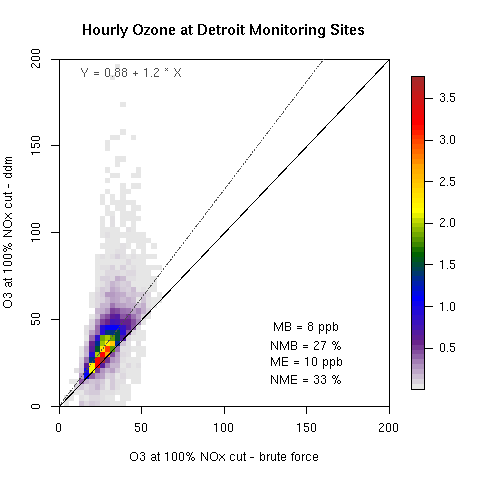 Hourly Ozone at Detroit Monitoring Sites
Y = 0.86 + 1.2 * X
O3 at 100% NOx cut - ddm
200
150
100
50
0
0 50 100 150 200
O3 at 100% NOx cut - brute force
MB = 8 ppb
NMB = 27 %
ME = 10 ppb
NME = 33 %
3.5
3.0
2.5
2.0
1.5
1.0
0.5